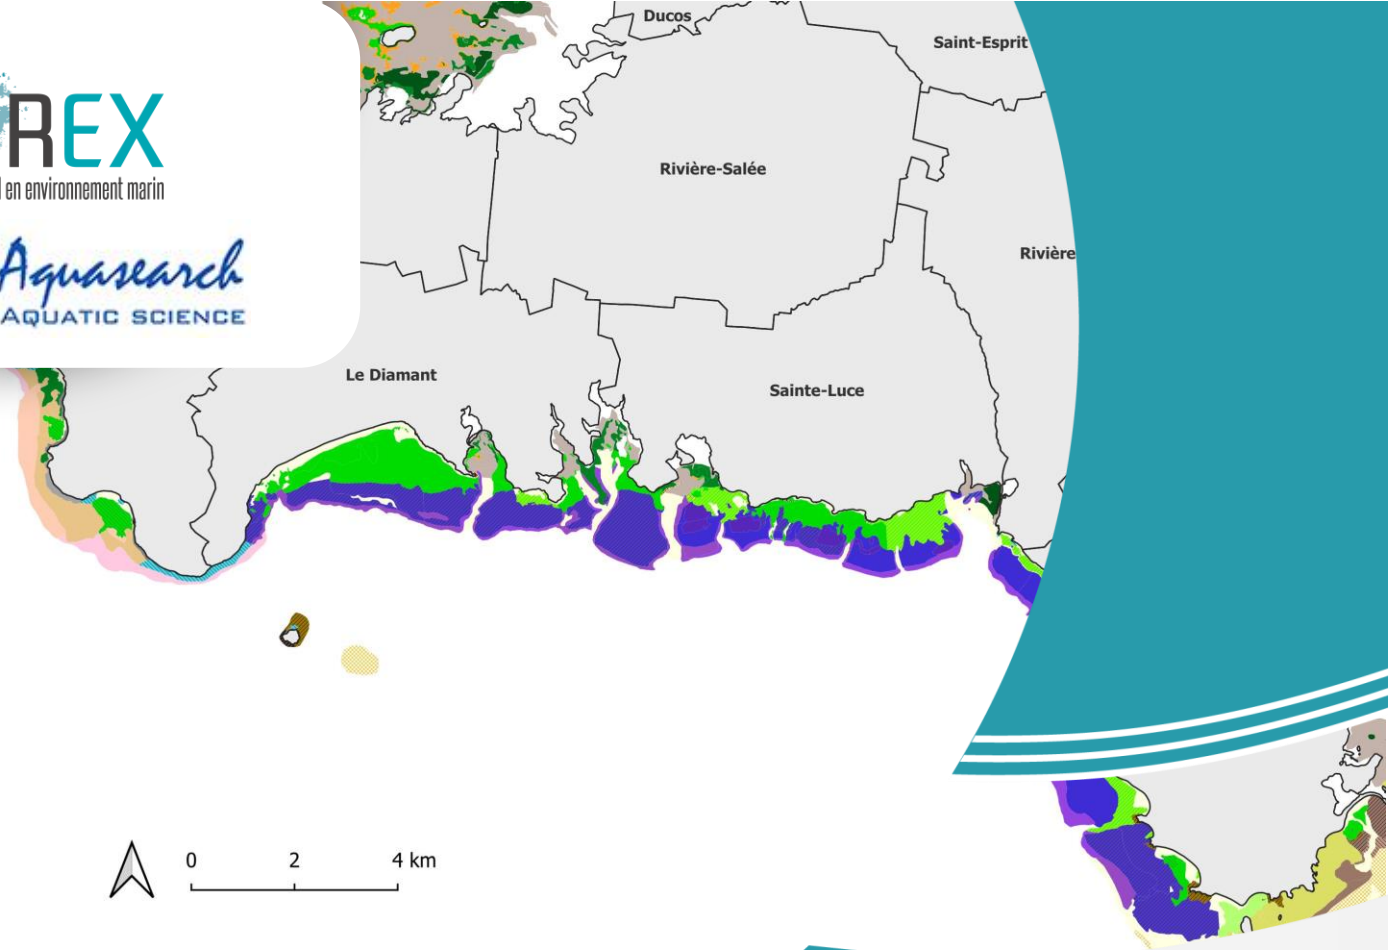 Ducos
Saint-Esprit
REX
en environnement marin
Rivière-Salée
Aquasearch
AQUATIC SCIENCE
Rivière
Le Diamant
Sainte-Luce
0 2 4 km